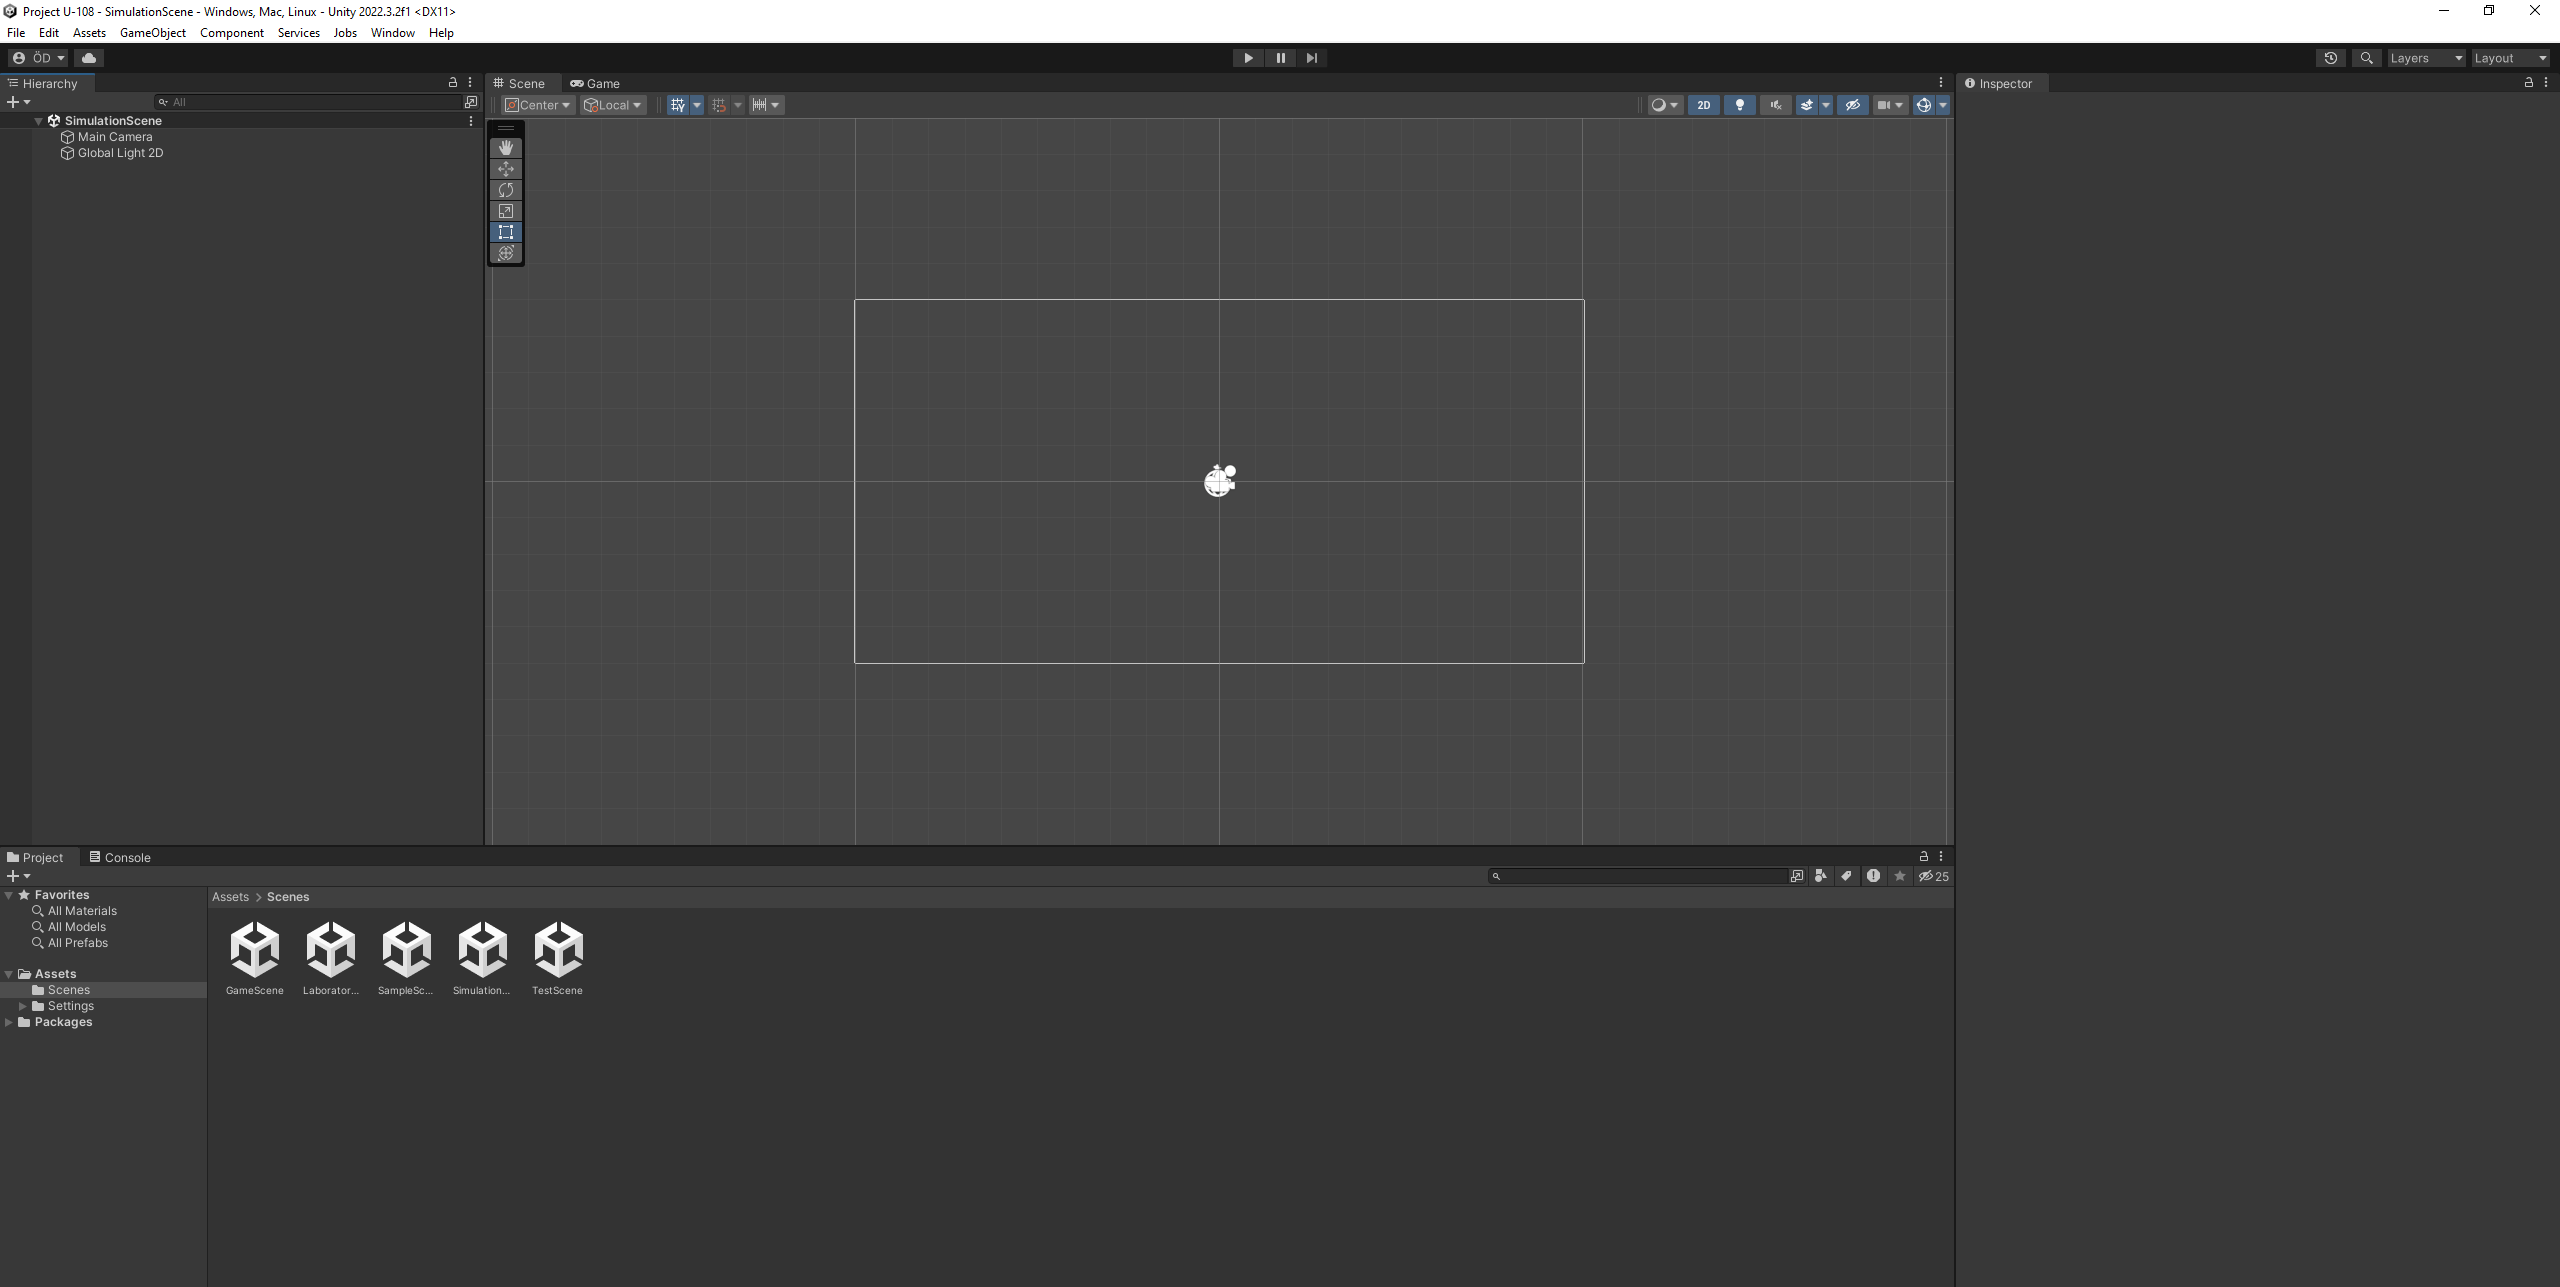 Project U-108 - SimulationScene - Windows, Mac, Linux - Unity 2022.3.2f1 <DX11>
File Edit Assets GameObject Component Services Jobs Window Help
ÖD
Layers
Layout
Hierarchy
Scene
Game
Inspector
All
Center
Local
2D
SimulationScene
Main Camera
Global Light 2D
Project
Console
25
Favorites
All Materials
All Models
All Prefabs
Assets
Scenes
Settings
Packages
Assets > Scenes
GameScene
Laborator...
SampleSc...
Simulation...
TestScene